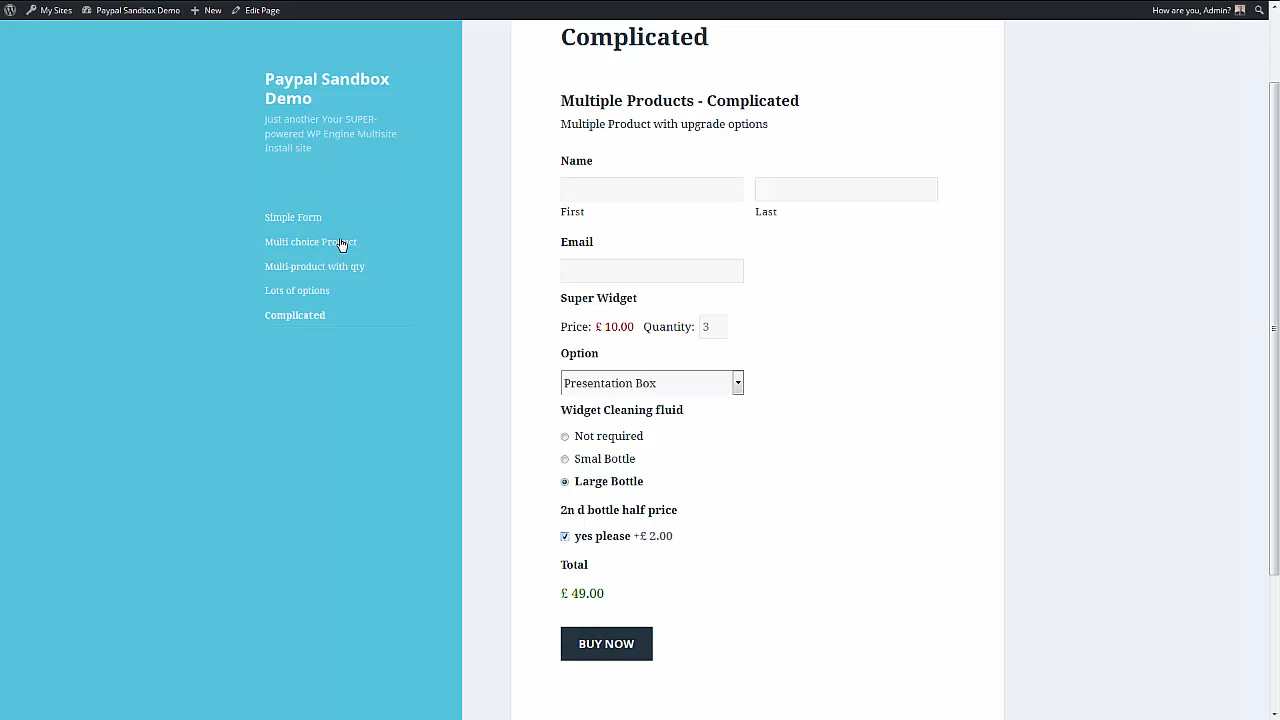 My Sites Paypal Sandbox Demo New Edit Page How are you, Admin?
Paypal Sandbox
Demo
Just another Your SUPER-
powered WP Engine Multisite
Install site
Simple Form
Multi choice Product
Multi-product with qty
Lots of options
Complicated
Complicated
Multiple Products - Complicated
Multiple Product with upgrade options
Name
First Last
Email
Super Widget
Price: £ 10.00 Quantity: 3
Option
Presentation Box
Widget Cleaning fluid
Not required
Smal Bottle
Large Bottle
2n d bottle half price
yes please +£ 2.00
Total
£ 49.00
BUY NOW